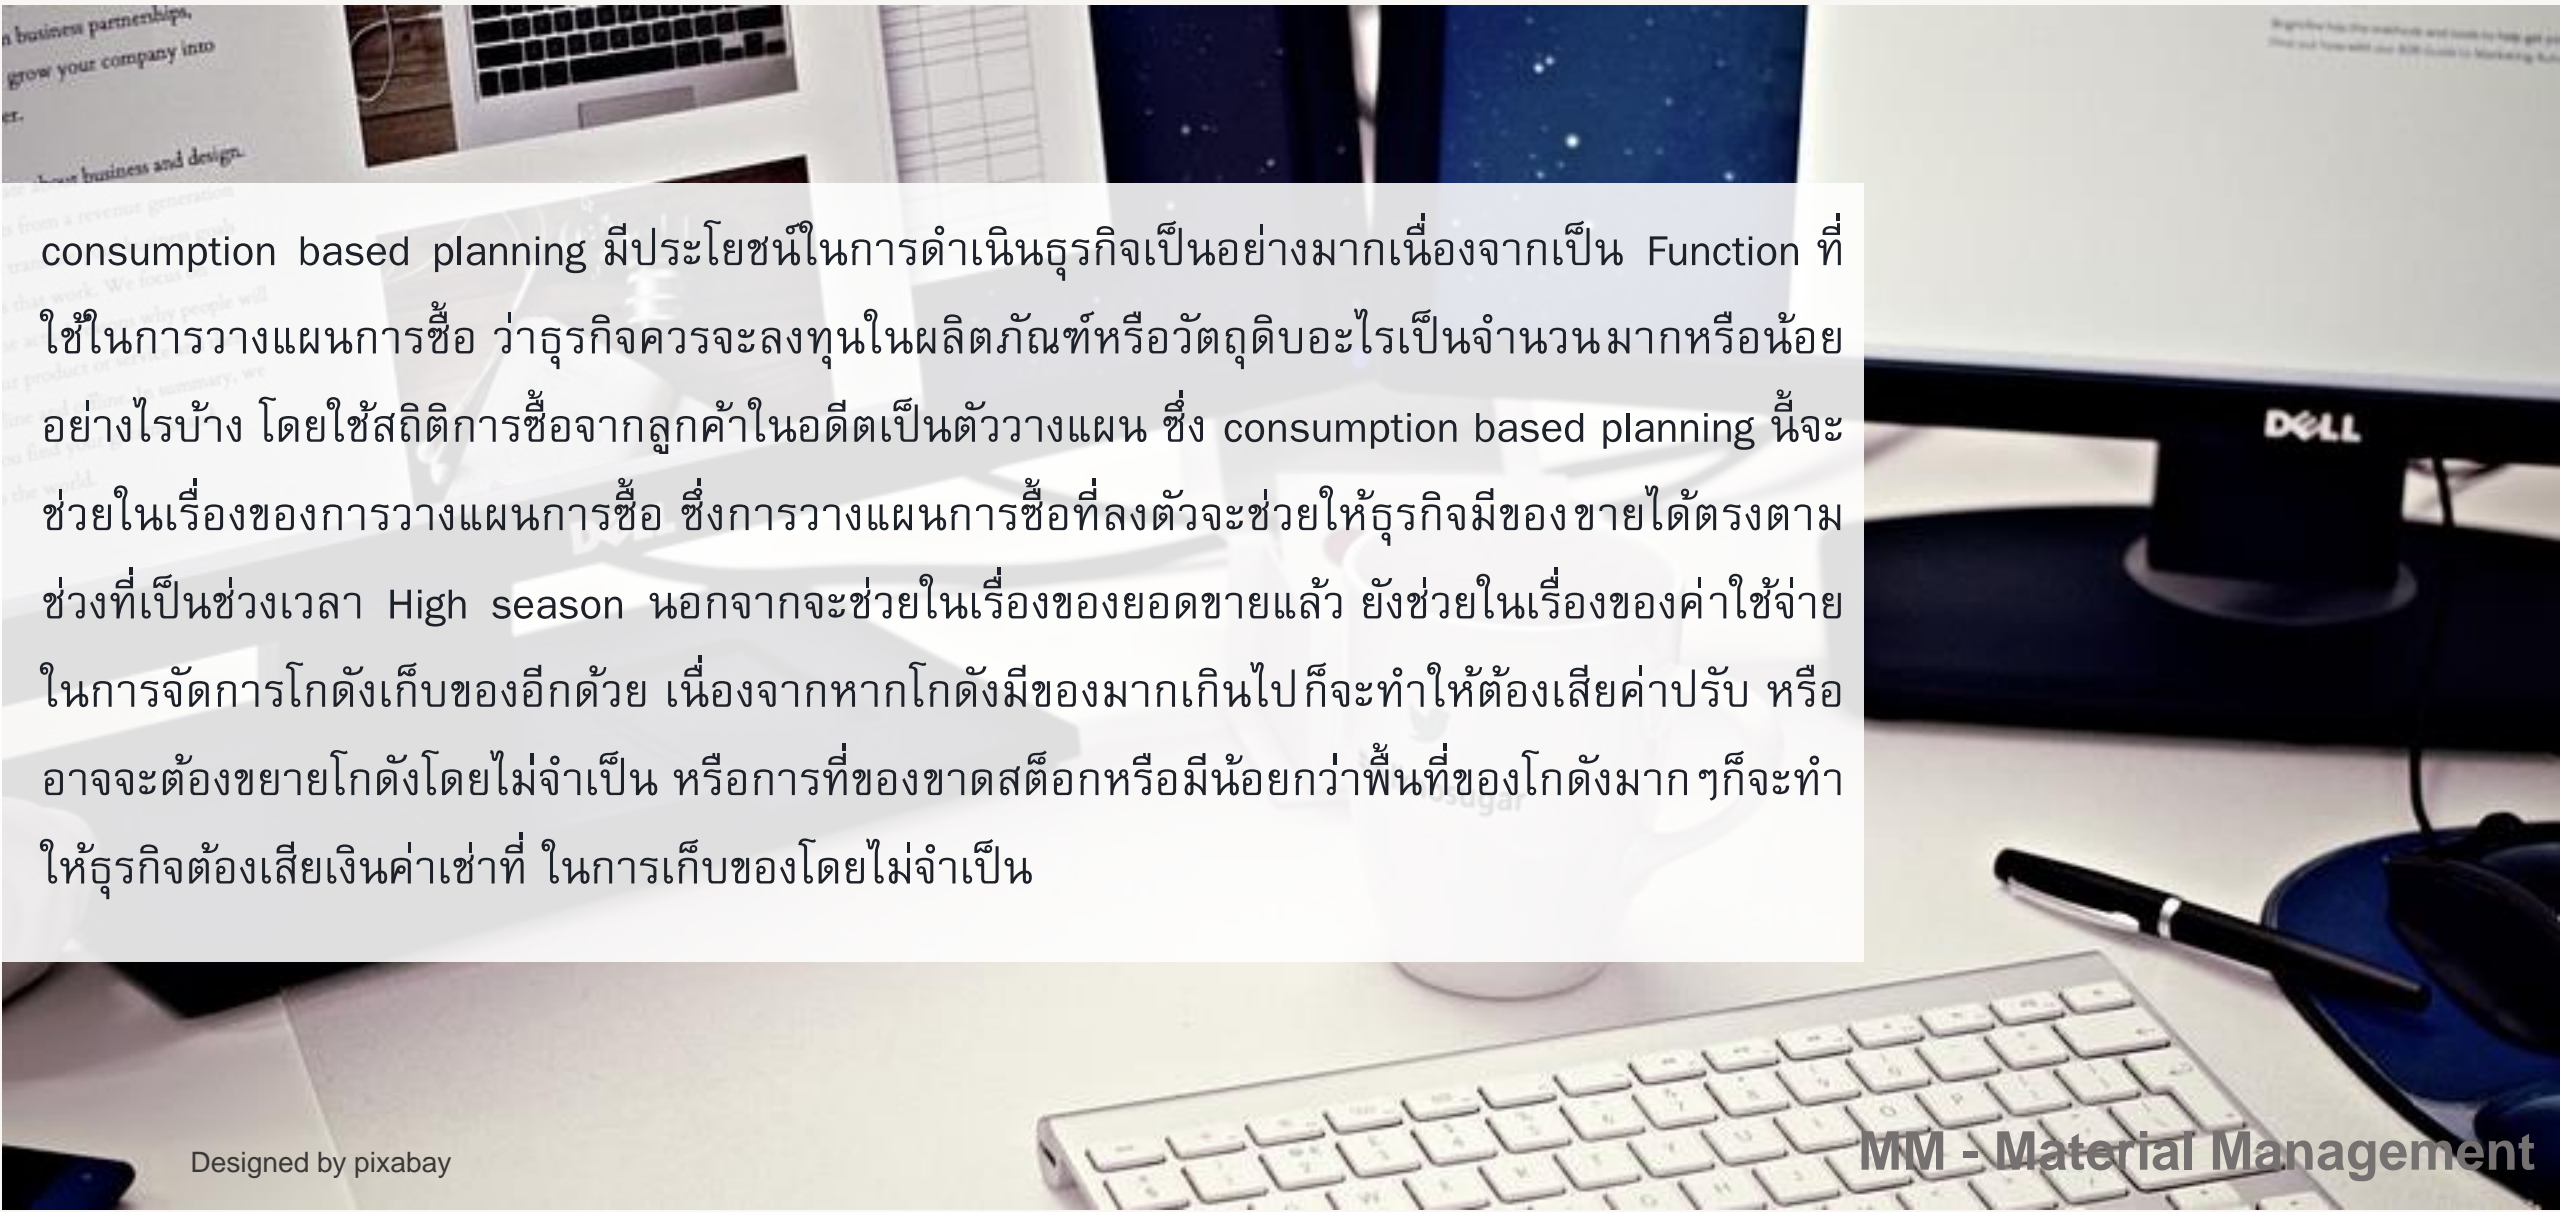 n business partnerships,
grow your company into
er.
about business and design.
consumption based planning มีประโยชน์ในการดำเนินธุรกิจเป็นอย่างมากเนื่องจากเป็น Function ที่
ใช้ในการวางแผนการซื้อ ว่าธุรกิจควรจะลงทุนในผลิตภัณฑ์หรือวัตถุดิบอะไรเป็นจำนวนมากหรือน้อย
อย่างไรบ้าง โดยใช้สถิติการซื้อจากลูกค้าในอดีตเป็นตัววางแผน ซึ่ง consumption based planning นี้จะ
ช่วยในเรื่องของการวางแผนการซื้อ ซึ่งการวางแผนการซื้อที่ลงตัวจะช่วยให้ธุรกิจมีของขายได้ตรงตาม
ช่วงที่เป็นช่วงเวลา High season นอกจากจะช่วยในเรื่องของยอดขายแล้ว ยังช่วยในเรื่องของค่าใช้จ่าย
ในการจัดการโกดังเก็บของอีกด้วย เนื่องจากหากโกดังมีของมากเกินไปก็จะทำให้ต้องเสียค่าปรับ หรือ
อาจจะต้องขยายโกดังโดยไม่จำเป็น หรือการที่ของขาดสต็อกหรือมีน้อยกว่าพื้นที่ของโกดังมากๆก็จะทำ
ให้ธุรกิจต้องเสียเงินค่าเช่าที่ ในการเก็บของโดยไม่จำเป็น
DELL
Designed by pixabay
MM - Material Management